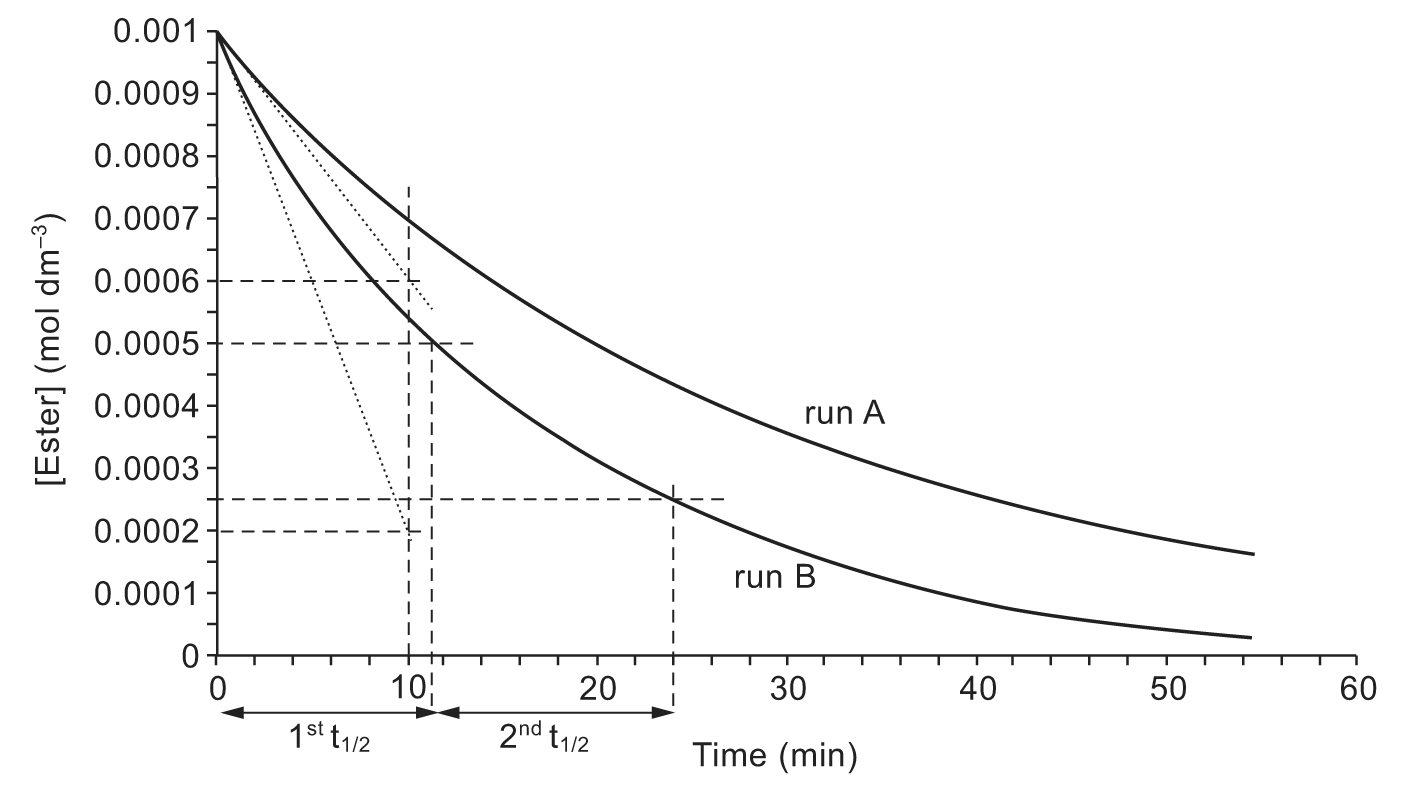 [Ester] (mol dm⁻³)
0.001
0.0009
0.0008
0.0007
0.0006
0.0005
0.0004
0.0003
0.0002
0.0001
0
run A
run B
0 10 20 30 40 50 60
1ˢᵗ t₁/₂ 2ⁿᵈ t₁/₂
Time (min)